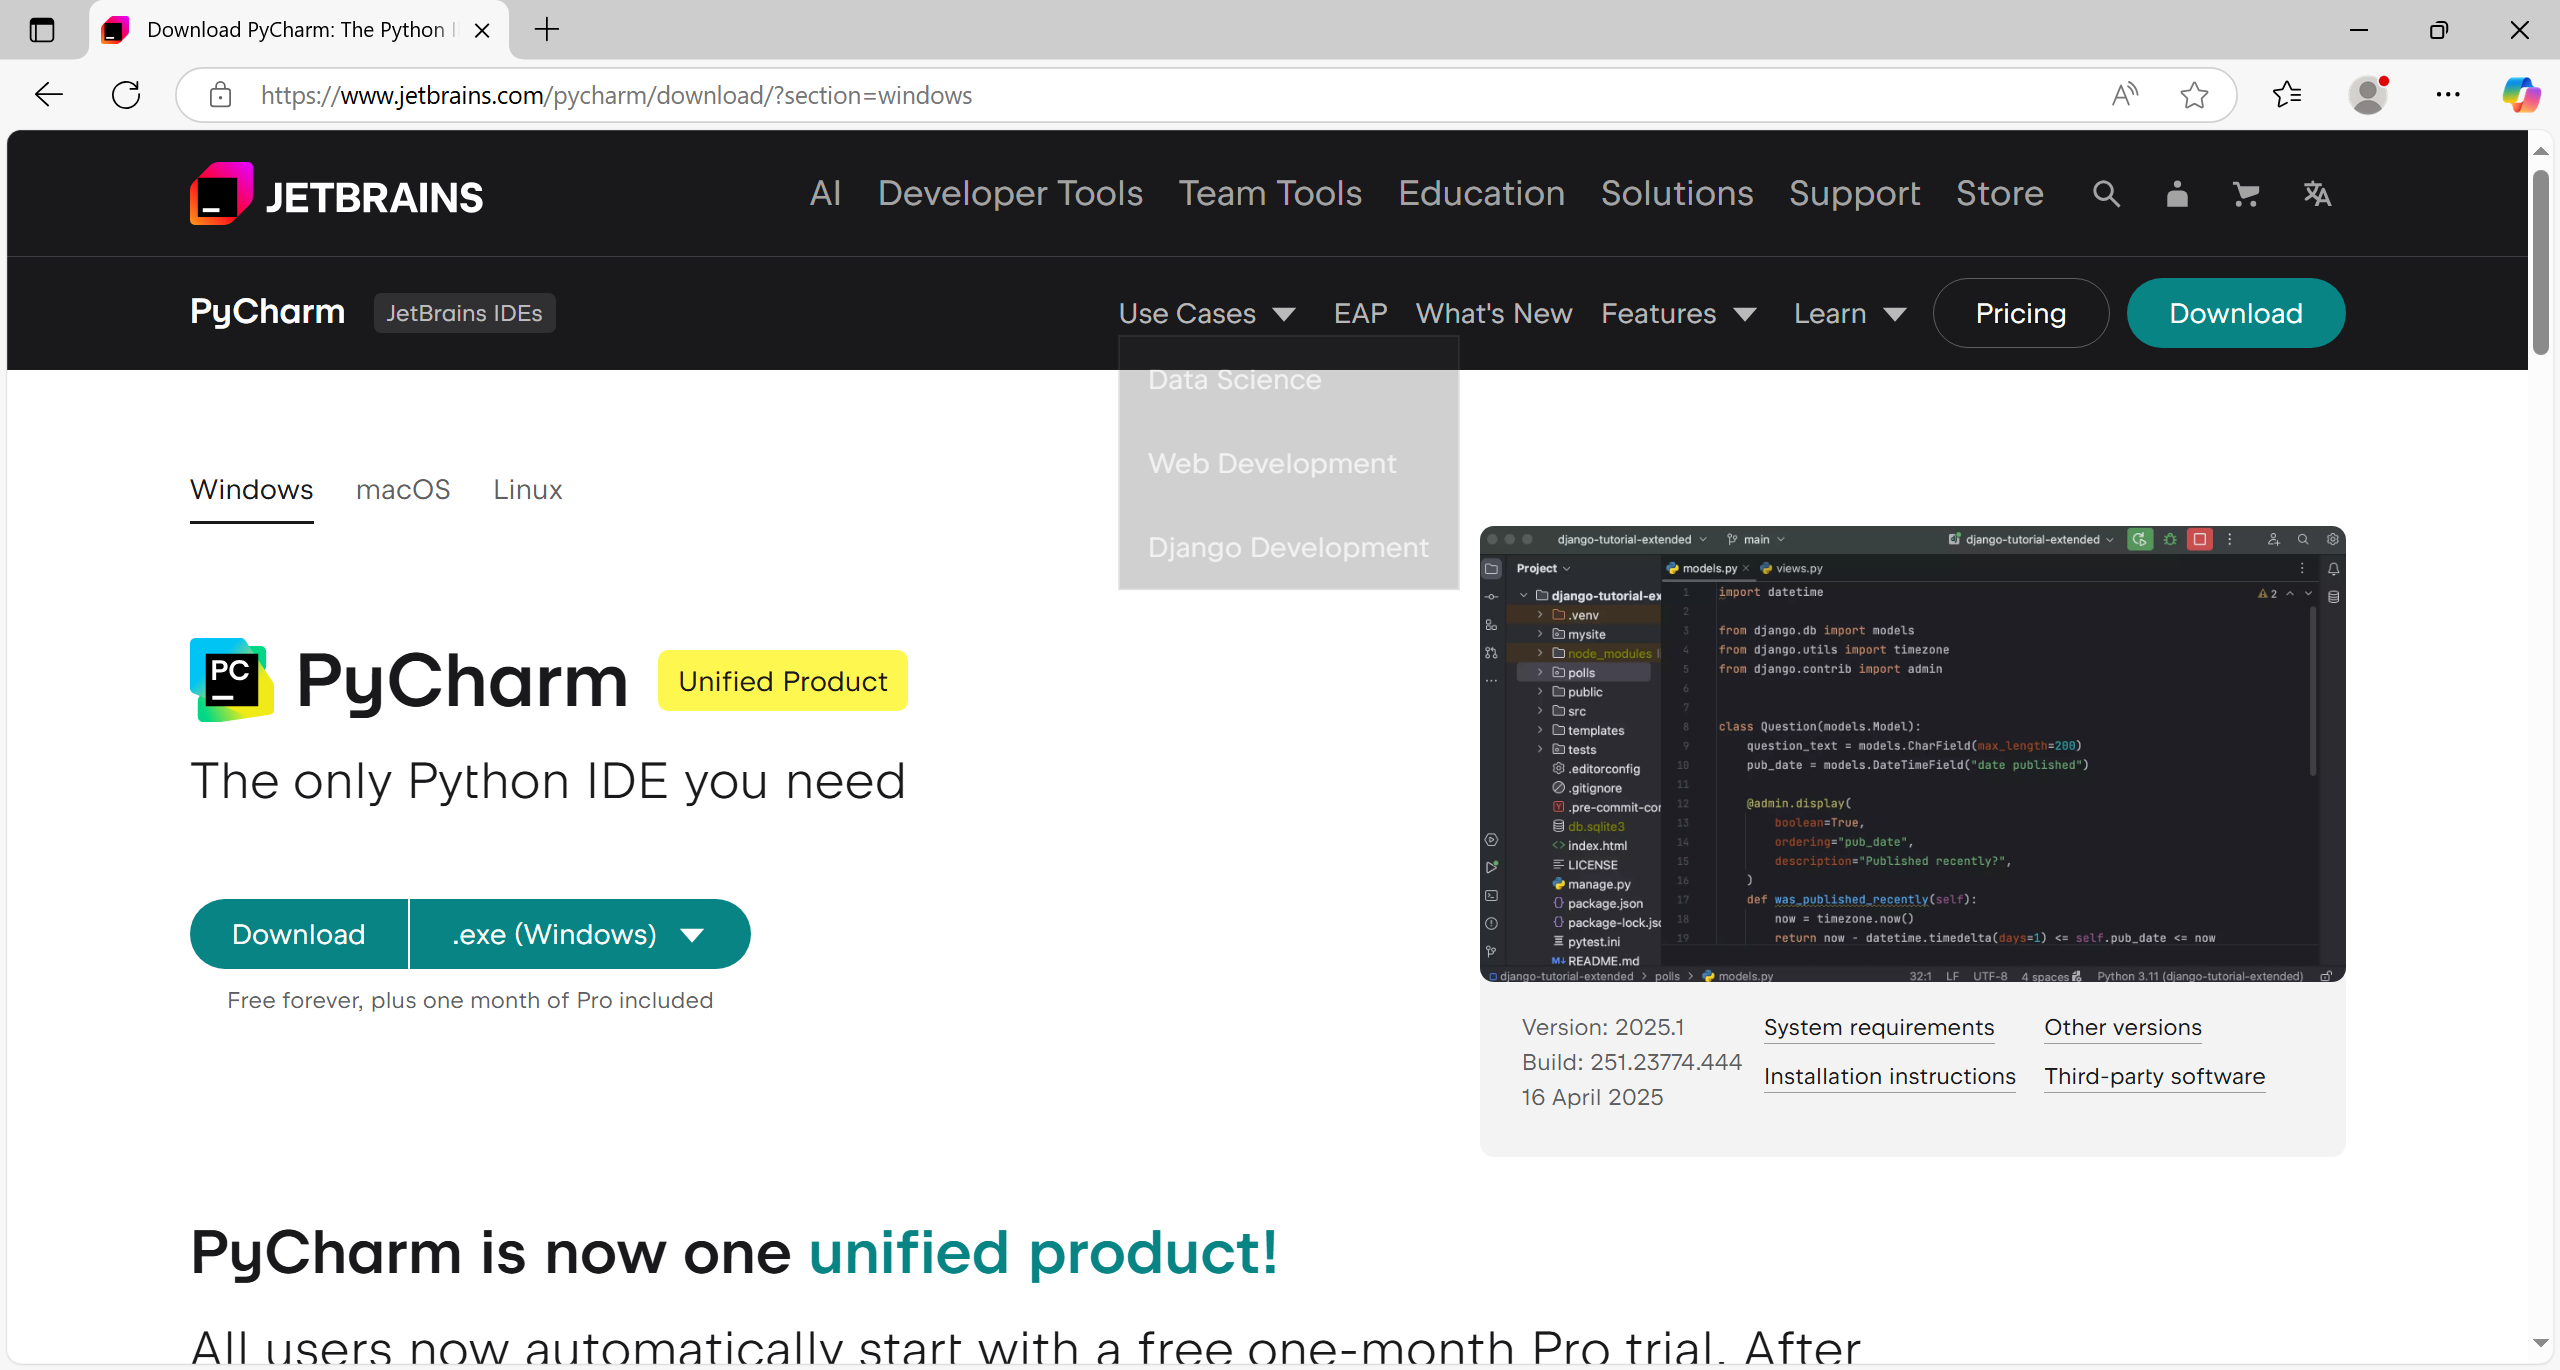 Download PyCharm: The Python I
https://www.jetbrains.com/pycharm/download/?section=windows
JETBRAINS
AI Developer Tools Team Tools Education Solutions Support Store
PyCharm JetBrains IDEs Use Cases EAP What's New Features Learn Pricing Download
Data Science
Web Development
Django Development
Windows macOS Linux
PC PyCharm Unified Product
The only Python IDE you need
Download .exe (Windows)
Free forever, plus one month of Pro included
django-tutorial-extended main django-tutorial-extended
Project models.py views.py
django-tutorial-ex
.venv
mysite
node_modules li
polls
public
src
templates
tests
.editorconfig
.gitignore
.pre-commit-cor
db.sqlite3
index.html
LICENSE
manage.py
package.json
package-lock.jsc
pytest.ini
README.md
2
1 import datetime
2
3 from django.db import models
4 from django.utils import timezone
5 from django.contrib import admin
6
7
8 class Question(models.Model):
9 question_text = models.CharField(max_length=200)
10 pub_date = models.DateTimeField("date published")
11
12 @admin.display(
13 boolean=True,
14 ordering="pub_date",
15 description="Published recently?",
16 )
17 def was_published_recently(self):
18 now = timezone.now()
19 return now - datetime.timedelta(days=1) <= self.pub_date <= now
django-tutorial-extended > polls > models.py 32:1 LF UTF-8 4 spaces Python 3.11 (django-tutorial-extended)
Version: 2025.1
Build: 251.23774.444
16 April 2025
System requirements
Installation instructions
Other versions
Third-party software
PyCharm is now one unified product!
All users now automatically start with a free one-month Pro trial. After